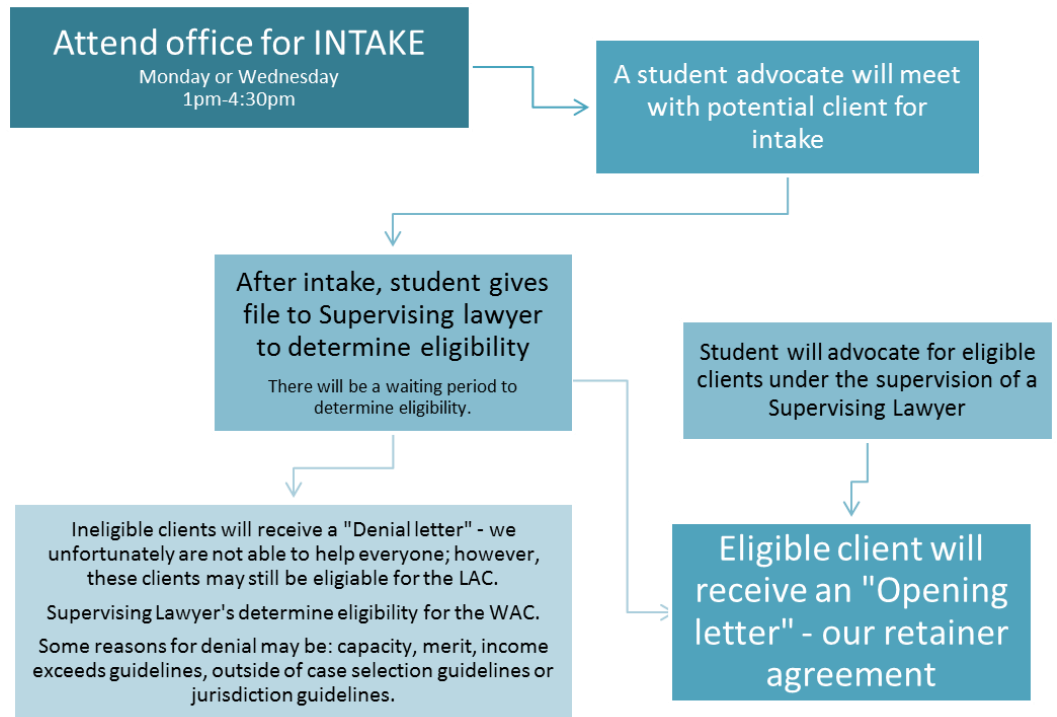 Attend office for INTAKE
Monday or Wednesday
1pm-4:30pm
A student advocate will meet
with potential client for
intake
After intake, student gives
file to Supervising lawyer
to determine eligibility
There will be a waiting period to
determine eligibility.
Student will advocate for eligible
clients under the supervision of a
Supervising Lawyer
Ineligible clients will receive a "Denial letter" - we
unfortunately are not able to help everyone; however,
these clients may still be eligiable for the LAC.
Supervising Lawyer's determine eligibility for the WAC.
Some reasons for denial may be: capacity, merit, income
exceeds guidelines, outside of case selection guidelines or
jurisdiction guidelines.
Eligible client will
receive an "Opening
letter" - our retainer
agreement